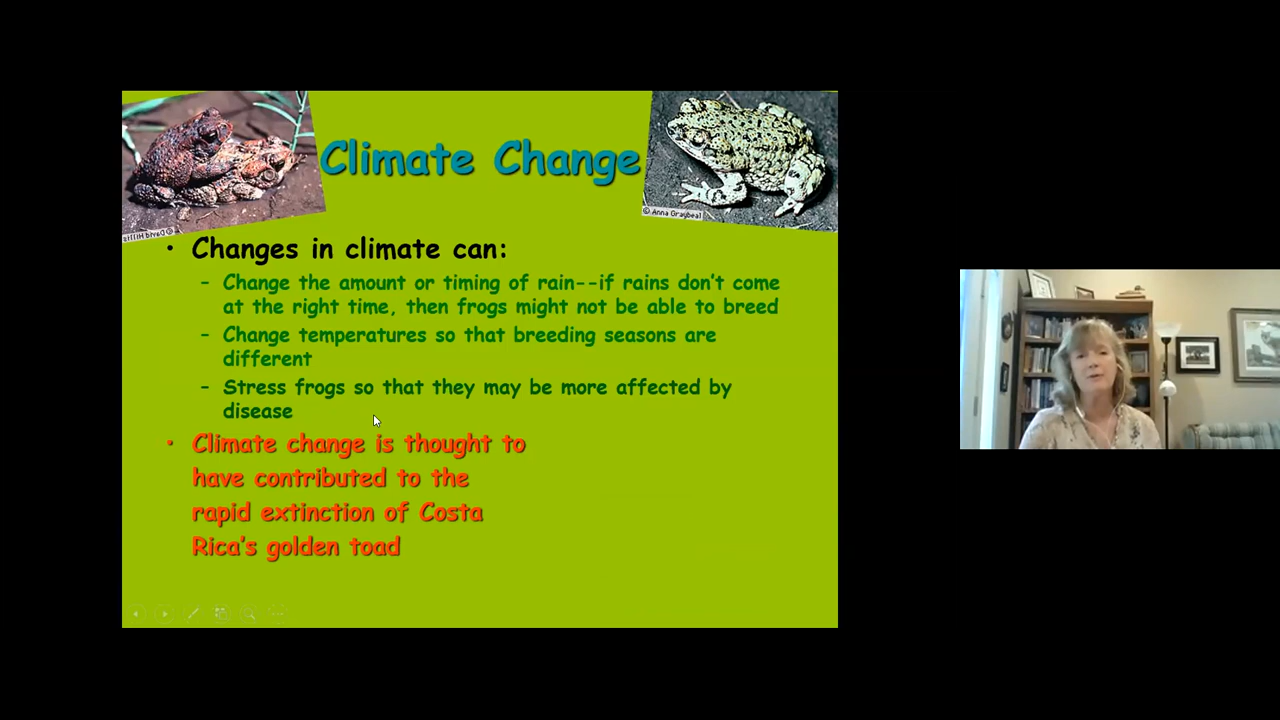 Climate Change
© Anna Graybeal
© David Hillis
• Changes in climate can:
– Change the amount or timing of rain--if rains don't come
at the right time, then frogs might not be able to breed
– Change temperatures so that breeding seasons are
different
– Stress frogs so that they may be more affected by
disease
• Climate change is thought to
have contributed to the
rapid extinction of Costa
Rica's golden toad